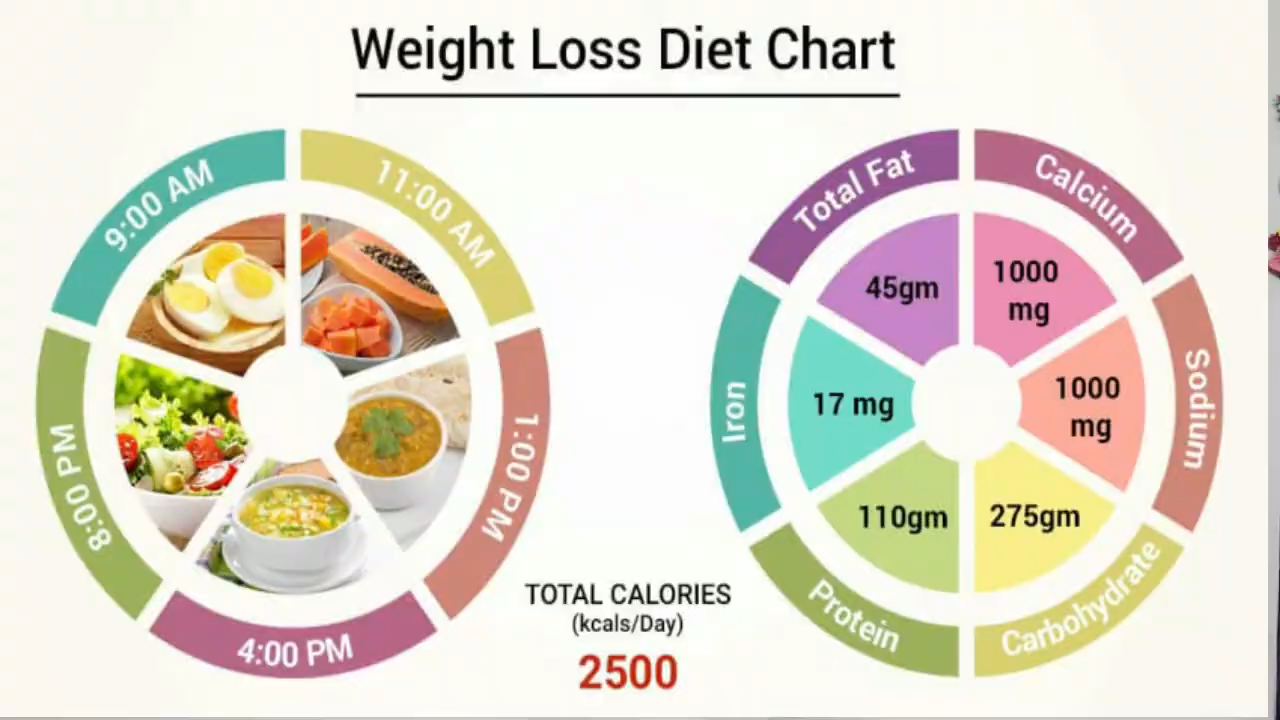 Weight Loss Diet Chart
9:00 AM
11:00 AM
1:00 PM
4:00 PM
8:00 PM
TOTAL CALORIES
(kcals/Day)
2500
Total Fat
45gm
Calcium
1000
mg
Sodium
1000
mg
Carbohydrate
275gm
Protein
110gm
Iron
17 mg